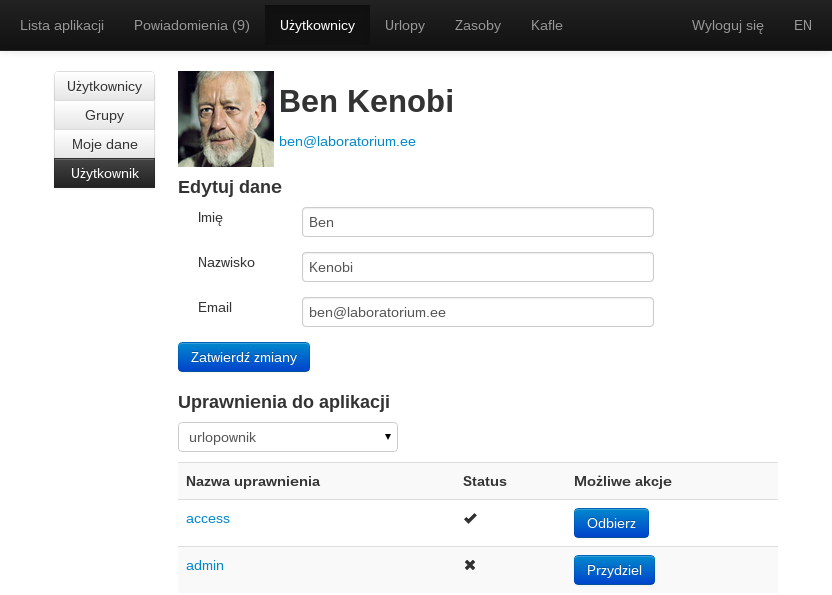 Lista aplikacji Powiadomienia (9) Użytkownicy Urlopy Zasoby Kafle Wyloguj się EN
Użytkownicy
Grupy
Moje dane
Użytkownik
Ben Kenobi
ben@laboratorium.ee
Edytuj dane
Imię Ben
Nazwisko Kenobi
Email ben@laboratorium.ee
Zatwierdź zmiany
Uprawnienia do aplikacji
urlopownik
Nazwa uprawnienia Status Możliwe akcje
access Odbierz
admin Przydziel